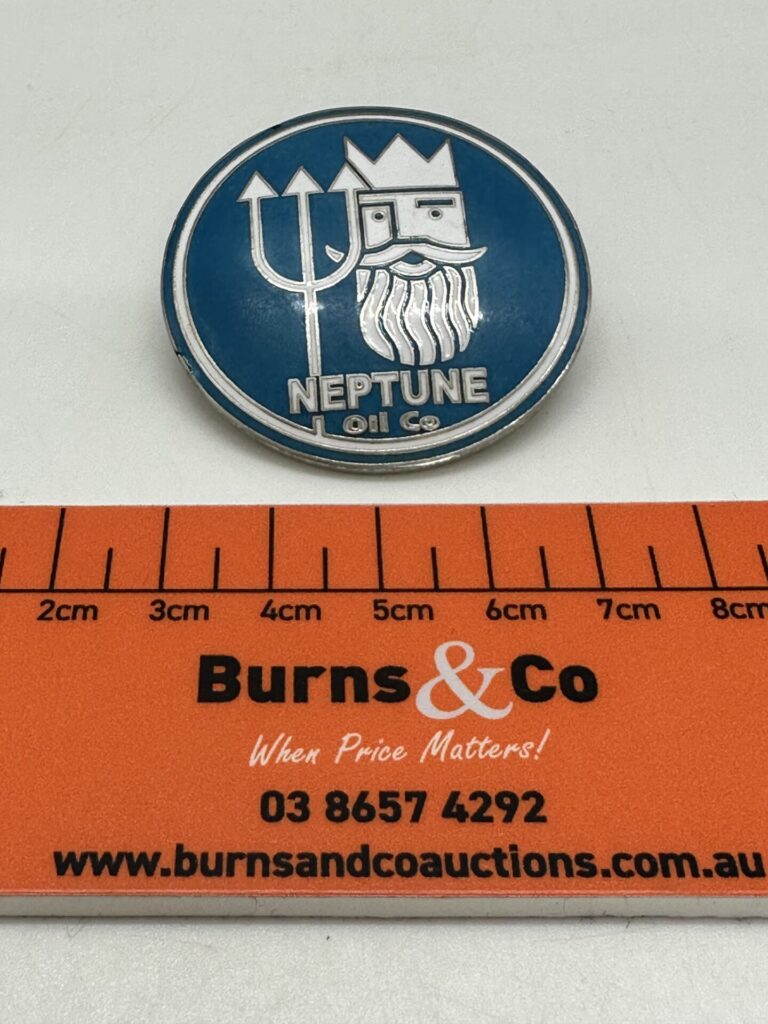 NEPTUNE
Oil Co
2cm 3cm 4cm 5cm 6cm 7cm 8cm
Burns & Co
When Price Matters!
03 8657 4292
www.burnsandcoauctions.com.au